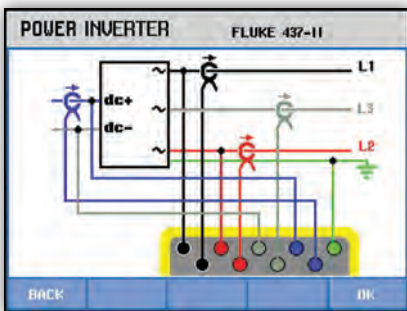 POWER INVERTER FLUKE 437-II
L1
dc+
L3
dc-
L2
BACK
OK